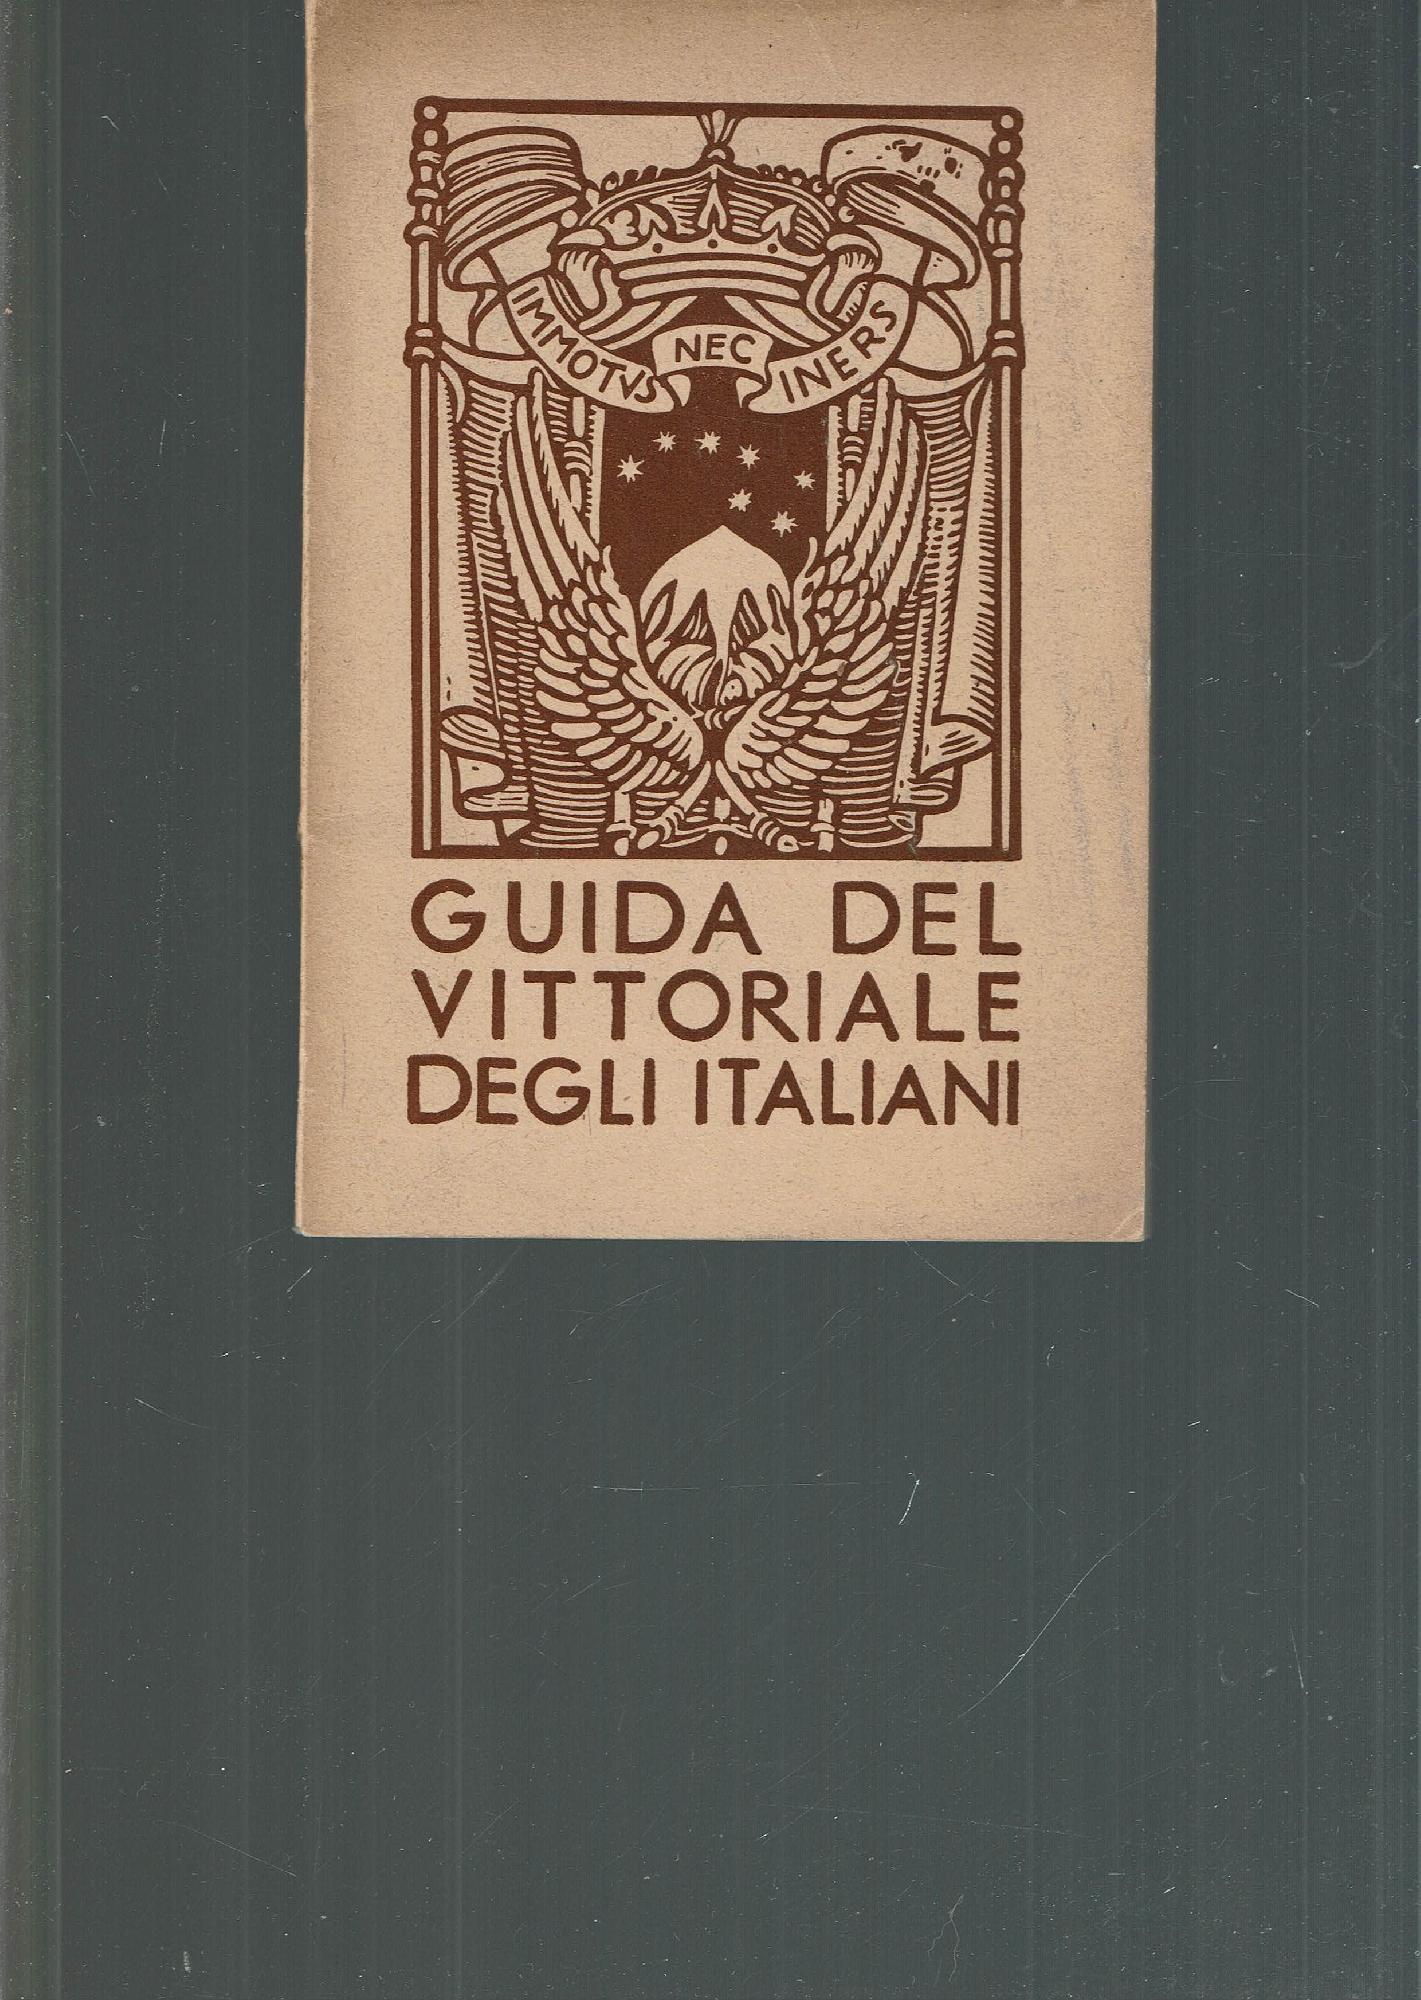 IMMOTVS NEC INERS
GUIDA DEL
VITTORIALE
DEGLI ITALIANI